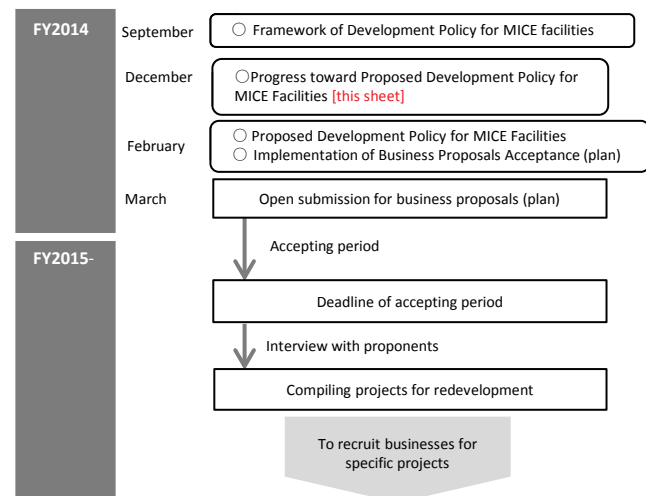 FY2014
September
○ Framework of Development Policy for MICE facilities
December
○Progress toward Proposed Development Policy for
MICE Facilities [this sheet]
February
○ Proposed Development Policy for MICE Facilities
○ Implementation of Business Proposals Acceptance (plan)
March
Open submission for business proposals (plan)
Accepting period
FY2015-
Deadline of accepting period
Interview with proponents
Compiling projects for redevelopment
To recruit businesses for
specific projects